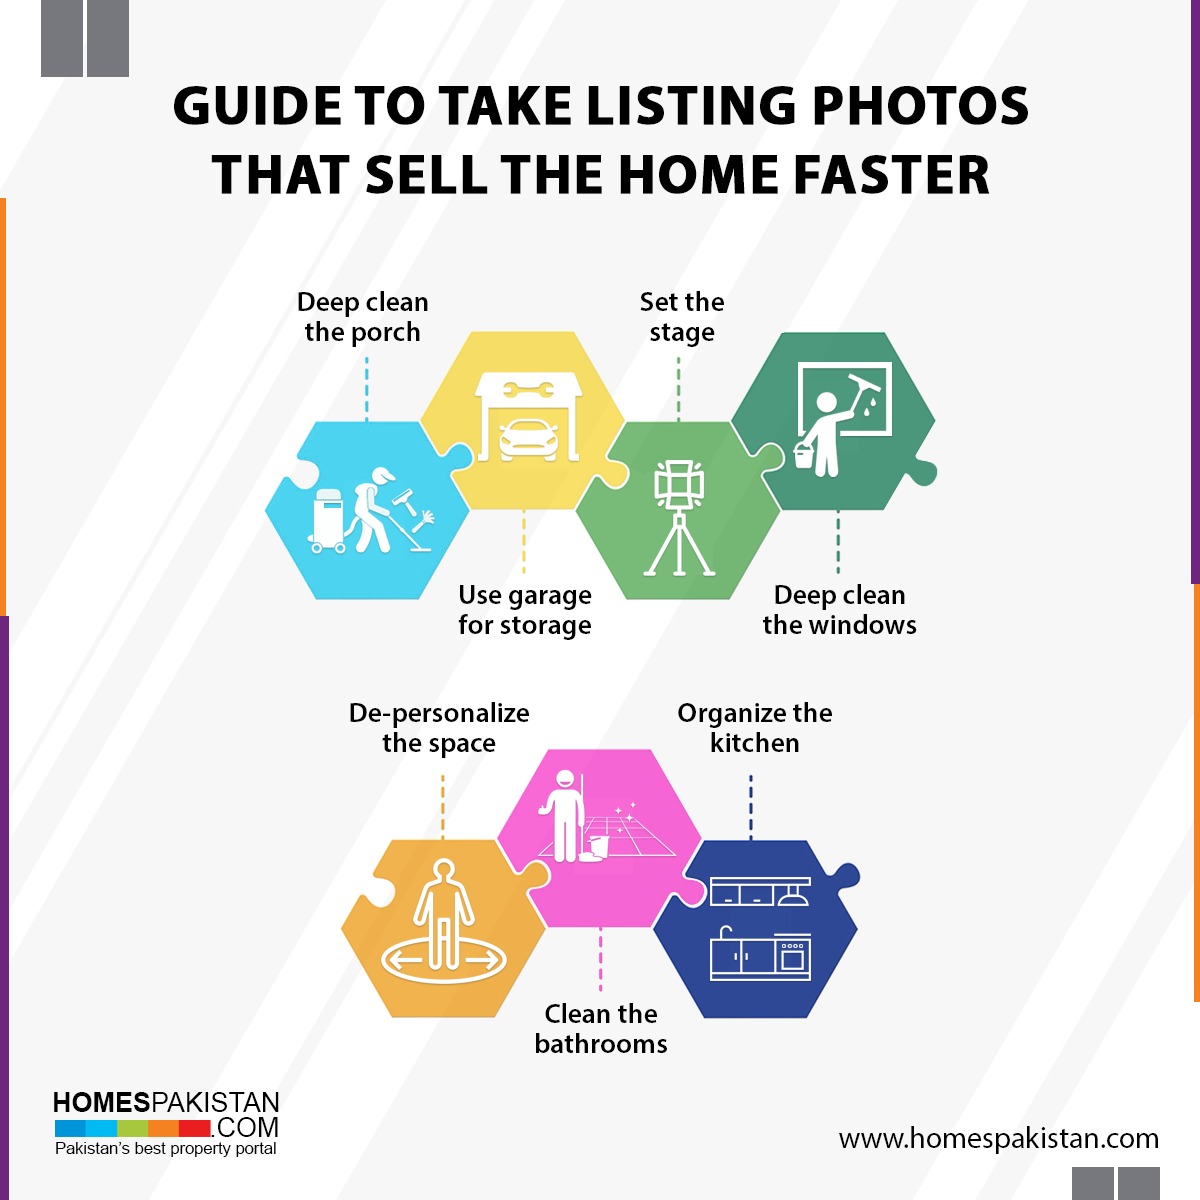 GUIDE TO TAKE LISTING PHOTOS
THAT SELL THE HOME FASTER
Deep clean
the porch
Set the
stage
Use garage
for storage
Deep clean
the windows
De-personalize
the space
Organize the
kitchen
Clean the
bathrooms
HOMESPAKISTAN
.COM
Pakistan's best property portal
www.homespakistan.com